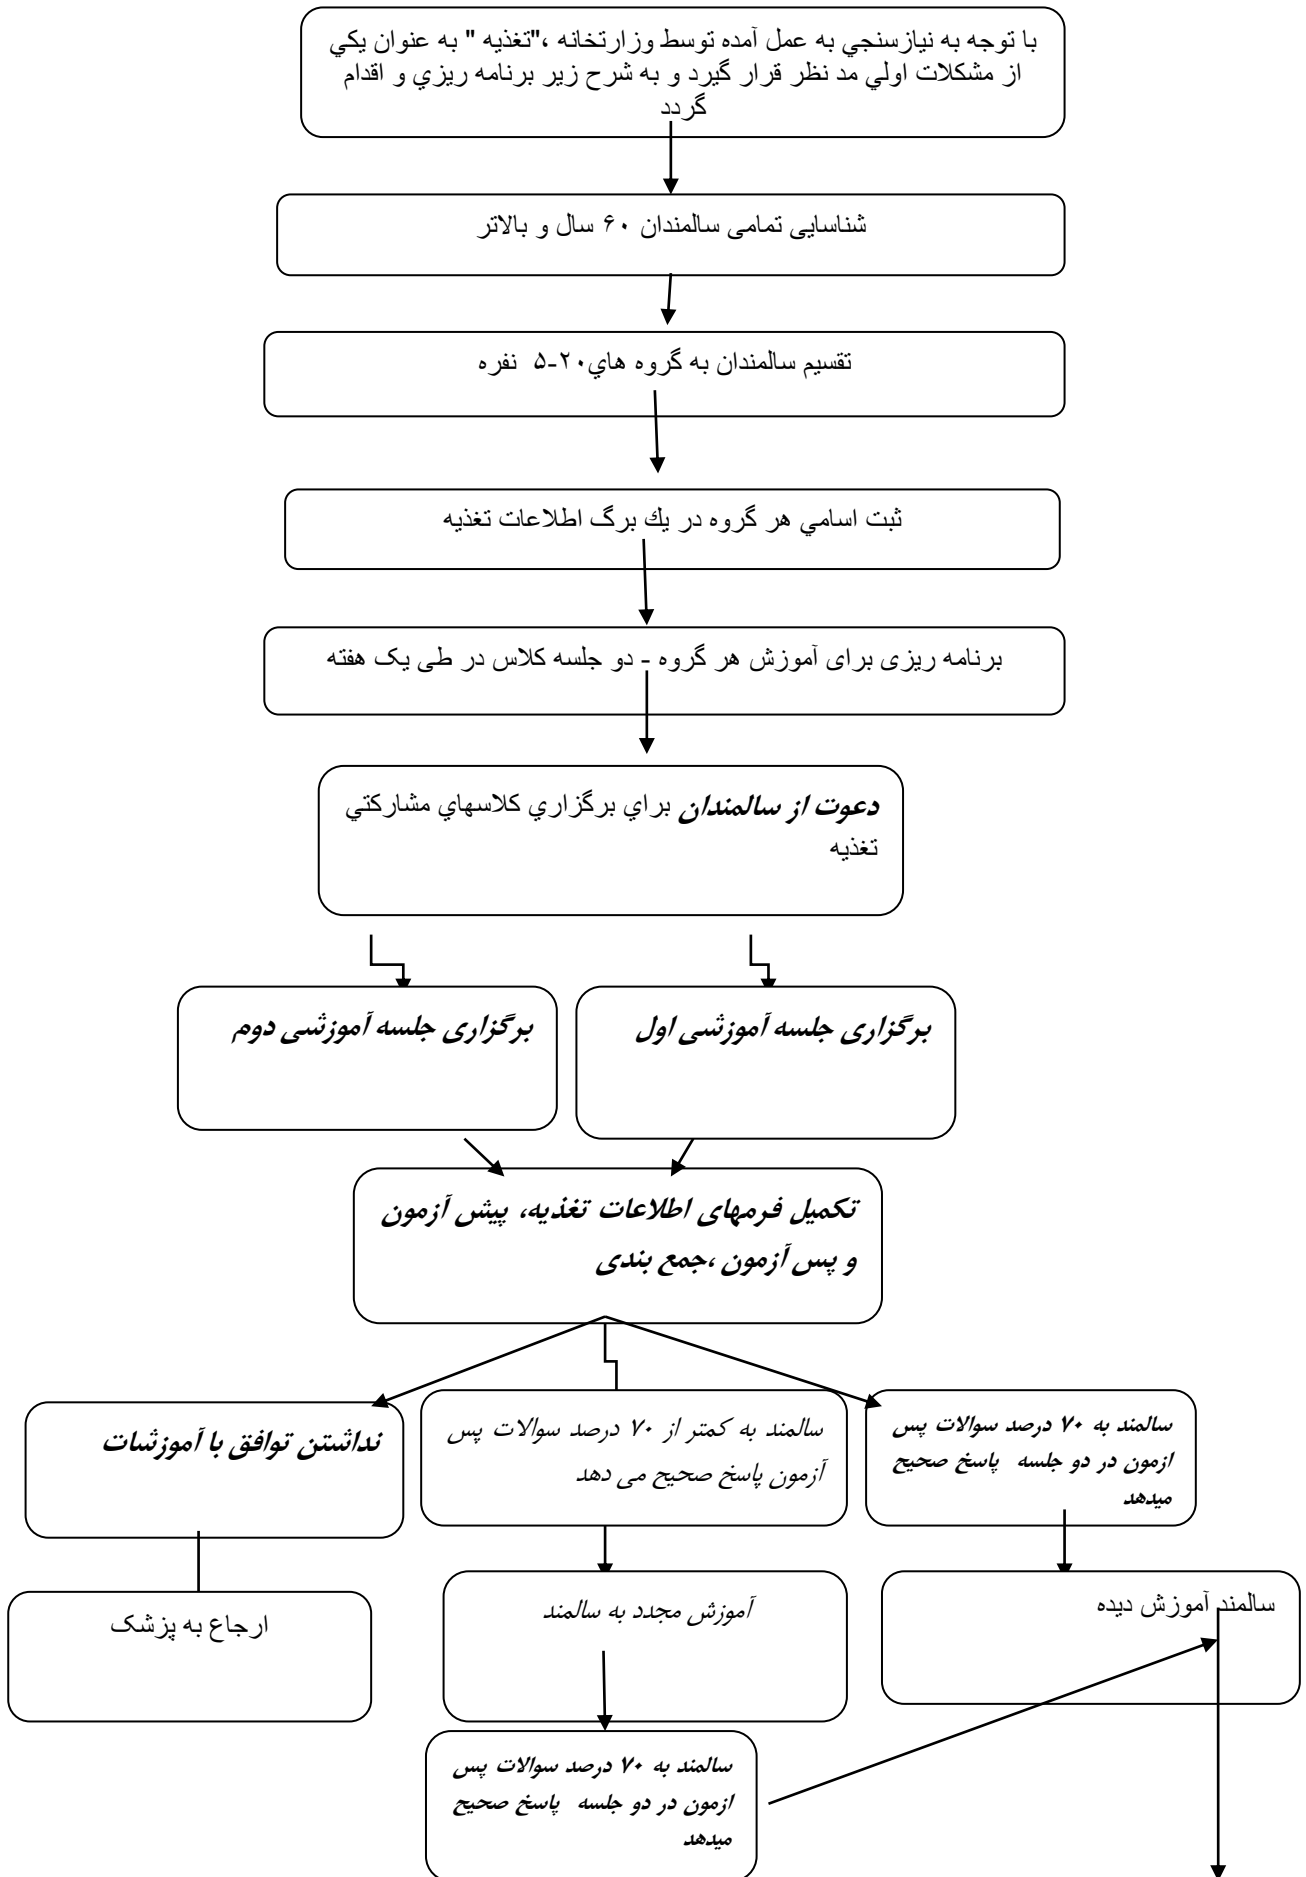 با توجه به نيازسنجي به عمل آمده توسط وزارتخانه ،"تغذيه " به عنوان يكي
از مشكلات اولي مد نظر قرار گيرد و به شرح زير برنامه ريزي و اقدام
گردد
شناسایی تمامی سالمندان ۶۰ سال و بالاتر
تقسيم سالمندان به گروه هاي۲۰-۵ نفره
ثبت اسامي هر گروه در يك برگ اطلاعات تغذيه
برنامه ریزی برای آموزش هر گروه - دو جلسه کلاس در طی یک هفته
دعوت از سالمندان براي برگزاري كلاسهاي مشاركتي
تغذيه
برگزاری جلسه آموزشی اول
برگزاری جلسه آموزشی دوم
تکمیل فرمهای اطلاعات تغذیه، پیش آزمون
و پس آزمون ،جمع بندی
سالمند به ۷۰ درصد سوالات پس
ازمون در دو جلسه پاسخ صحیح
میدهد
سالمند به کمتر از ۷۰ درصد سوالات پس
آزمون پاسخ صحیح می دهد
نداشتن توافق با آموزشات
سالمند آموزش دیده
آموزش مجدد به سالمند
ارجاع به پزشک
سالمند به ۷۰ درصد سوالات پس
ازمون در دو جلسه پاسخ صحیح
میدهد